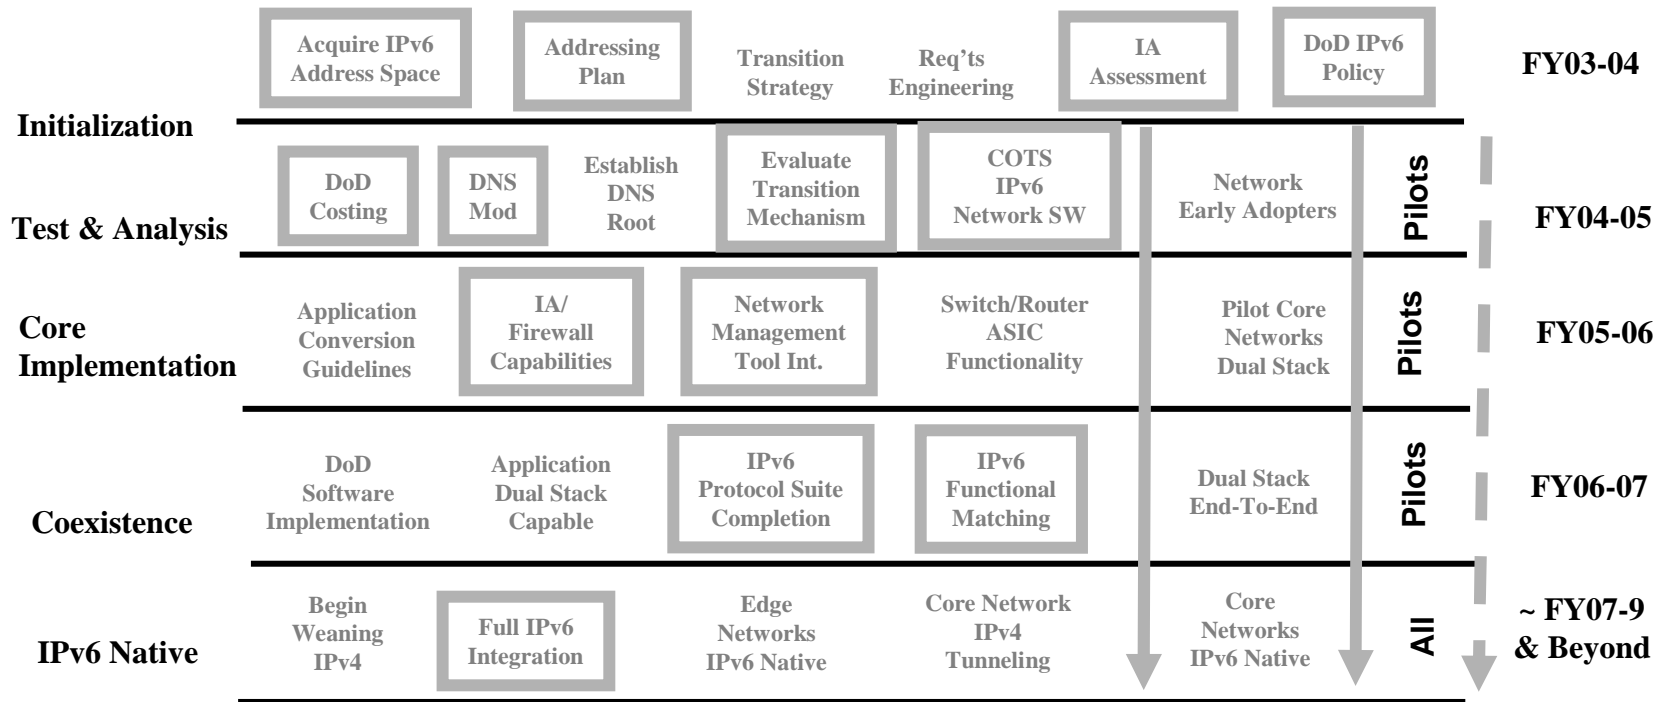 Initialization
Acquire IPv6
Address Space
Addressing
Plan
Transition
Strategy
Req'ts
Engineering
IA
Assessment
DoD IPv6
Policy
FY03-04
Test & Analysis
DoD
Costing
DNS
Mod
Establish
DNS
Root
Evaluate
Transition
Mechanism
COTS
IPv6
Network SW
Network
Early Adopters
Pilots
FY04-05
Core
Implementation
Application
Conversion
Guidelines
IA/
Firewall
Capabilities
Network
Management
Tool Int.
Switch/Router
ASIC
Functionality
Pilot Core
Networks
Dual Stack
Pilots
FY05-06
Coexistence
DoD
Software
Implementation
Application
Dual Stack
Capable
IPv6
Protocol Suite
Completion
IPv6
Functional
Matching
Dual Stack
End-To-End
Pilots
FY06-07
IPv6 Native
Begin
Weaning
IPv4
Full IPv6
Integration
Edge
Networks
IPv6 Native
Core Network
IPv4
Tunneling
Core
Networks
IPv6 Native
All
~ FY07-9
& Beyond